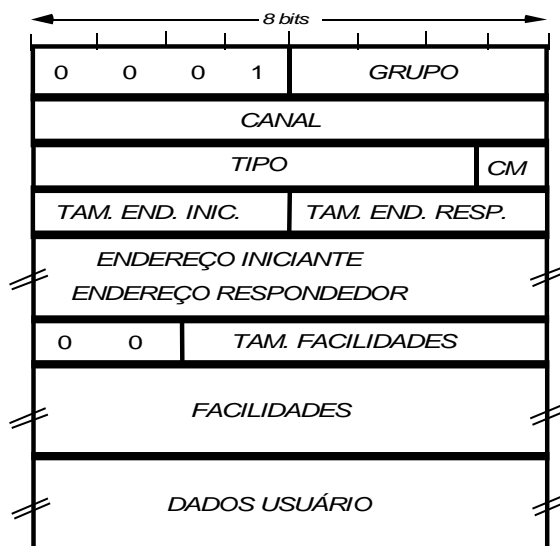 8 bits
0 0 0 1 GRUPO
CANAL
TIPO CM
TAM. END. INIC. TAM. END. RESP.
ENDEREÇO INICIANTE
ENDEREÇO RESPONDEDOR
0 0 TAM. FACILIDADES
FACILIDADES
DADOS USUÁRIO